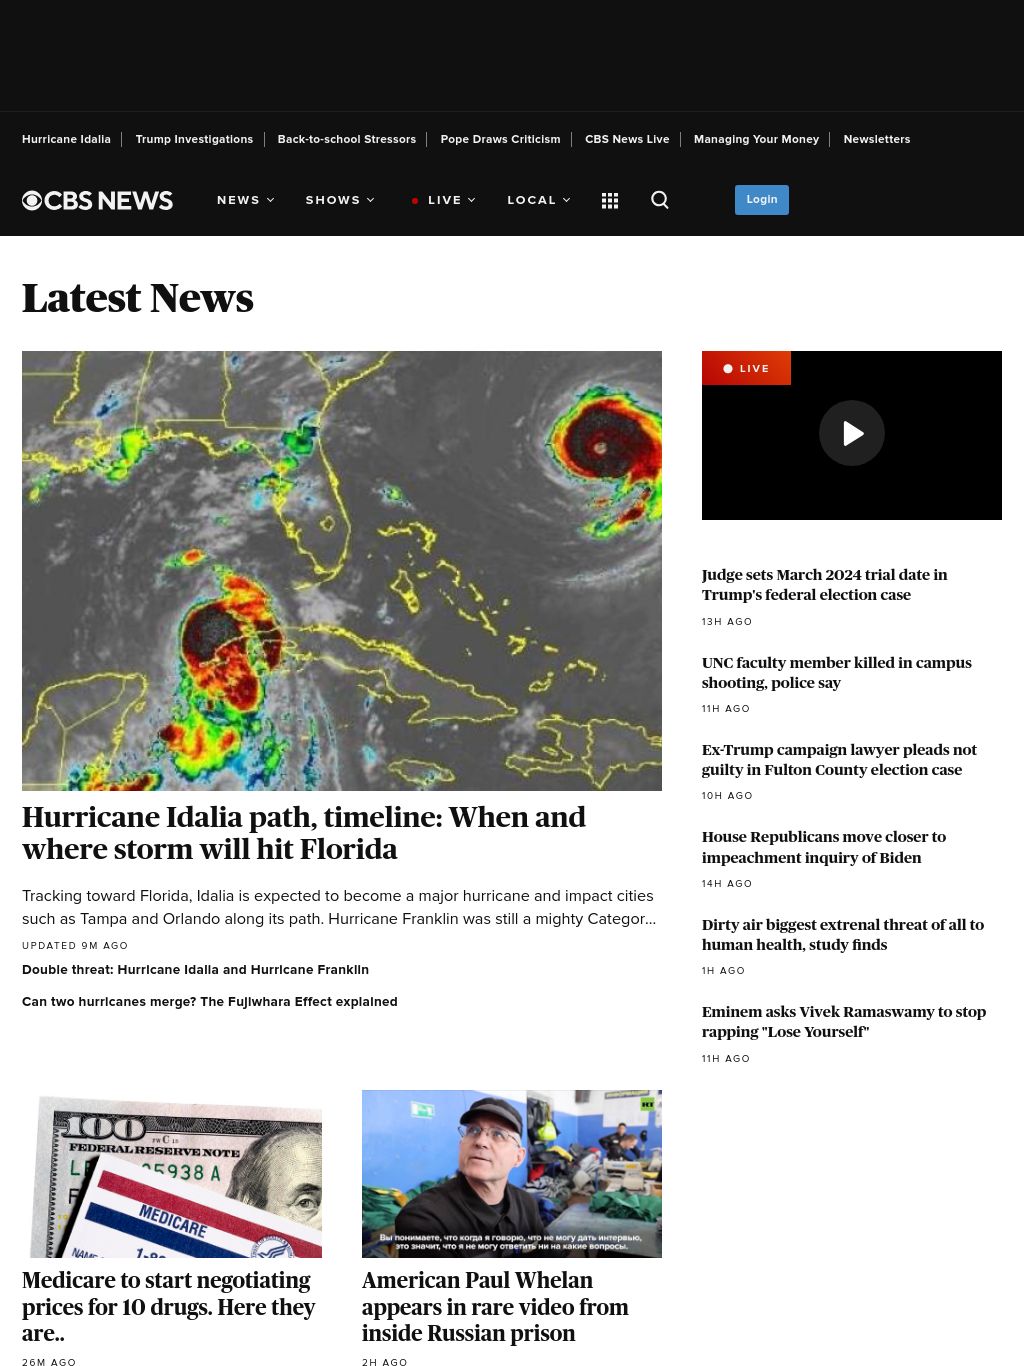 Hurricane Idalia
Trump Investigations
Back-to-school Stressors
Pope Draws Criticism
CBS News Live
Managing Your Money
Newsletters
CBS NEWS
NEWS
SHOWS
LIVE
LOCAL
Login
Latest News
Hurricane Idalia path, timeline: When and
where storm will hit Florida
Tracking toward Florida, Idalia is expected to become a major hurricane and impact cities
such as Tampa and Orlando along its path. Hurricane Franklin was still a mighty Categor...
UPDATED 9M AGO
Double threat: Hurricane Idalia and Hurricane Franklin
Can two hurricanes merge? The Fujiwhara Effect explained
LIVE
Judge sets March 2024 trial date in
Trump's federal election case
13H AGO
UNC faculty member killed in campus
shooting, police say
11H AGO
Ex-Trump campaign lawyer pleads not
guilty in Fulton County election case
10H AGO
House Republicans move closer to
impeachment inquiry of Biden
14H AGO
Dirty air biggest extrenal threat of all to
human health, study finds
1H AGO
Eminem asks Vivek Ramaswamy to stop
rapping "Lose Yourself"
11H AGO
100
FEDERAL RESERVE NOTE
5938 A
MEDICARE
1-80
NAME
Medicare to start negotiating
prices for 10 drugs. Here they
are..
26M AGO
RT
Вы понимаете, что когда я говорю, что не могу дать интервью,
это значит, что я не могу ответить ни на какие вопросы.
American Paul Whelan
appears in rare video from
inside Russian prison
2H AGO